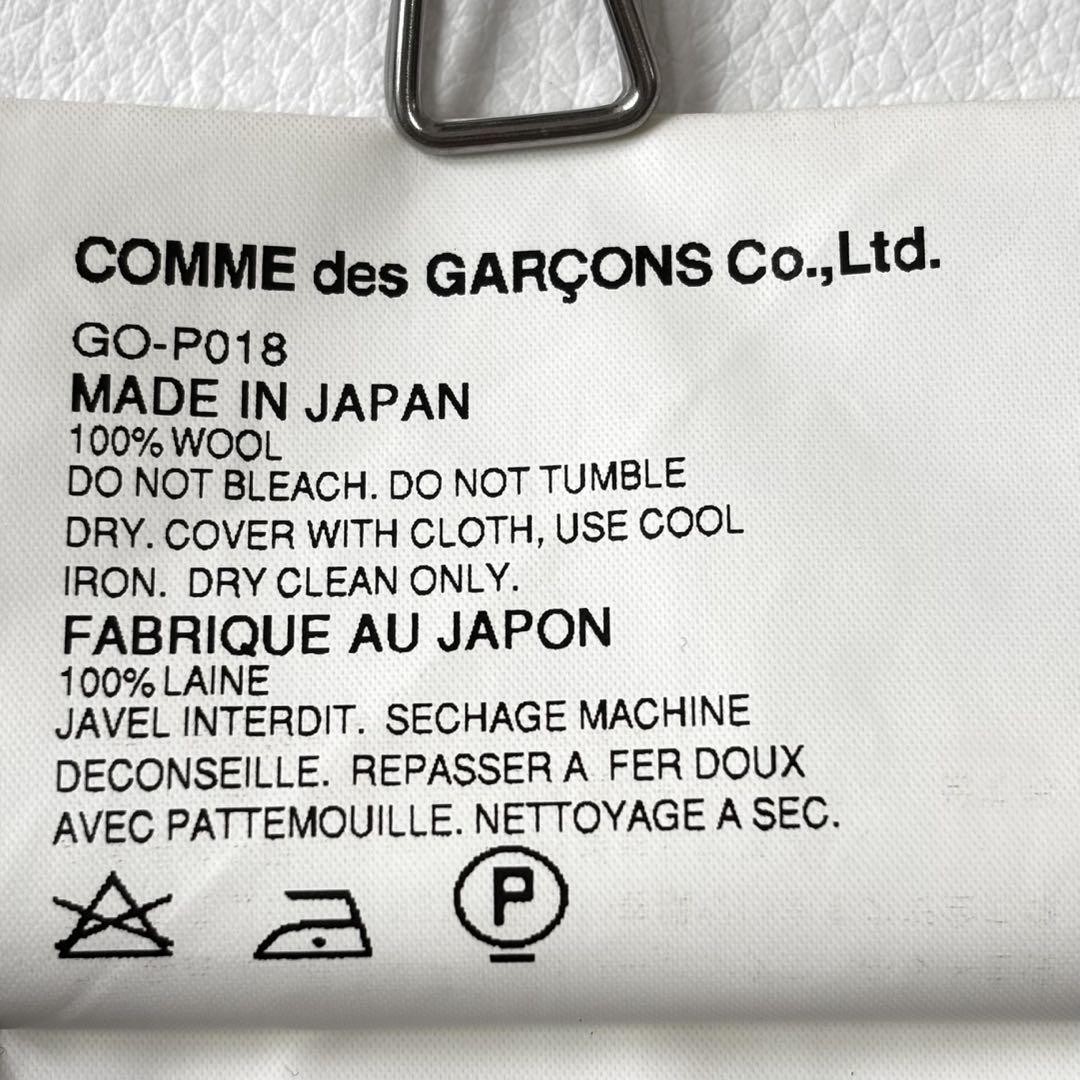 COMME des GARÇONS Co.,Ltd.
GO-P018
MADE IN JAPAN
100% WOOL
DO NOT BLEACH. DO NOT TUMBLE
DRY. COVER WITH CLOTH, USE COOL
IRON. DRY CLEAN ONLY.
FABRIQUE AU JAPON
100% LAINE
JAVEL INTERDIT. SECHAGE MACHINE
DECONSEILLE. REPASSER A FER DOUX
AVEC PATTEMOUILLE. NETTOYAGE A SEC.
P